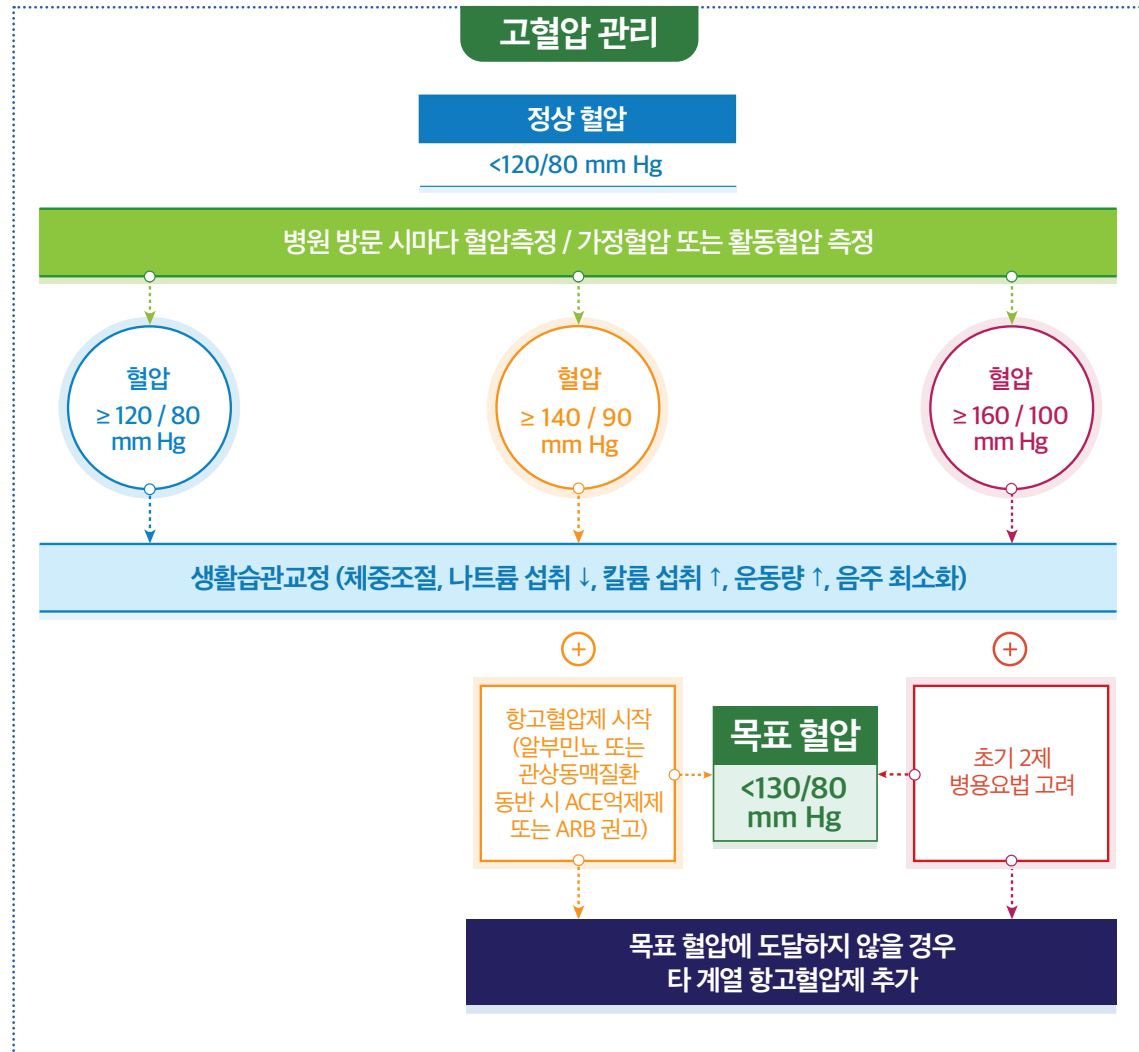 고혈압 관리
정상 혈압
<120/80 mm Hg
병원 방문 시마다 혈압측정 / 가정혈압 또는 활동혈압 측정
혈압
≥ 120 / 80
mm Hg
혈압
≥ 140 / 90
mm Hg
혈압
≥ 160 / 100
mm Hg
생활습관교정 (체중조절, 나트륨 섭취 ↓, 칼륨 섭취 ↑, 운동량 ↑, 음주 최소화)
+
+
항고혈압제 시작
(알부민뇨 또는
관상동맥질환
동반 시 ACE억제제
또는 ARB 권고)
목표 혈압
<130/80
mm Hg
초기 2제
병용요법 고려
목표 혈압에 도달하지 않을 경우
타 계열 항고혈압제 추가